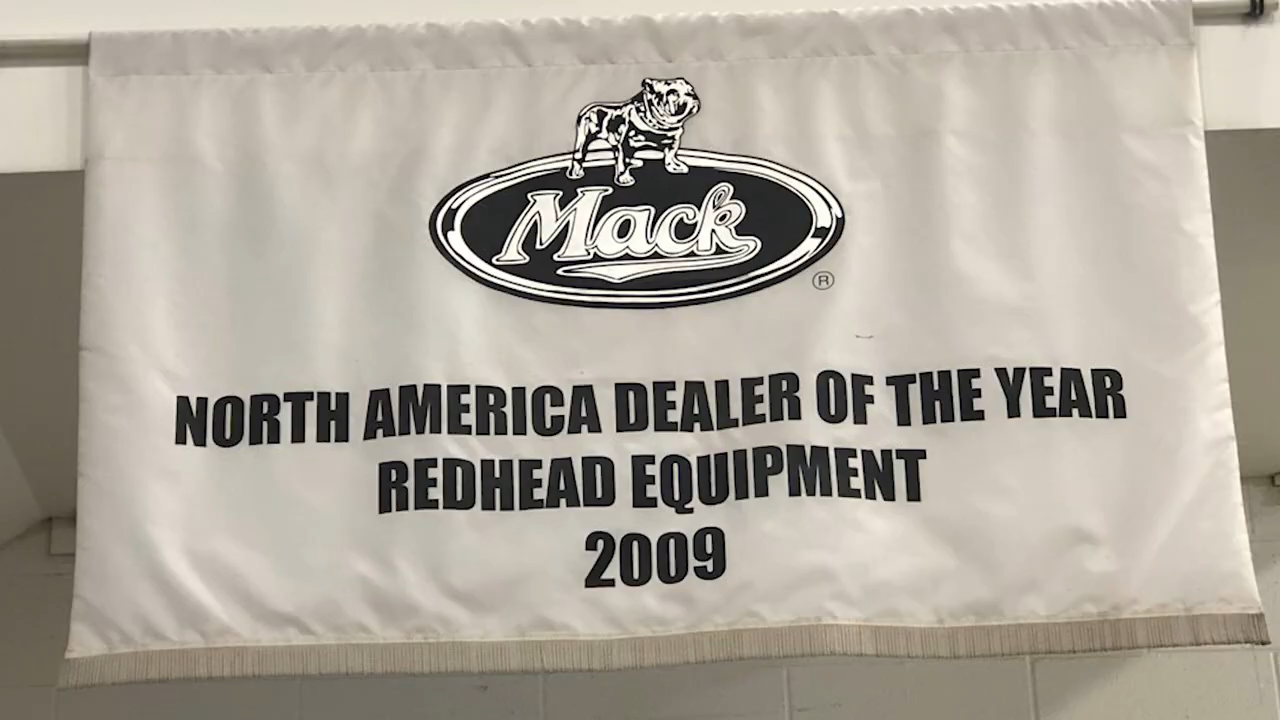 Mack
®
NORTH AMERICA DEALER OF THE YEAR
REDHEAD EQUIPMENT
2009